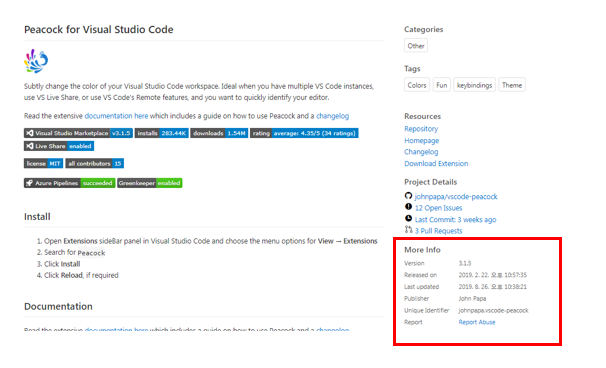 Peacock for Visual Studio Code
Subtly change the color of your Visual Studio Code workspace. Ideal when you have multiple VS Code instances,
use VS Live Share, or use VS Code's Remote features, and you want to quickly identify your editor.
Read the extensive documentation here which includes a guide on how to use Peacock and a changelog
Visual Studio Marketplace v3.1.5 installs 283.44K downloads 1.54M rating average: 4.35/5 (34 ratings)
Live Share enabled
license MIT all contributors 15
Azure Pipelines succeeded Greenkeeper enabled
Install
1. Open Extensions sideBar panel in Visual Studio Code and choose the menu options for View → Extensions
2. Search for Peacock
3. Click Install
4. Click Reload, if required
Documentation
Read the extensive documentation here which includes a guide on how to use Peacock and a changelog
Categories
Other
Tags
Colors Fun keybindings Theme
Resources
Repository
Homepage
Changelog
Download Extension
Project Details
johnpapa/vscode-peacock
12 Open Issues
Last Commit: 3 weeks ago
3 Pull Requests
More Info
Version 3.1.5
Released on 2019. 2. 22. 오후 10:57:35
Last updated 2019. 8. 26. 오후 10:38:21
Publisher John Papa
Unique Identifier johnpapa.vscode-peacock
Report Report Abuse